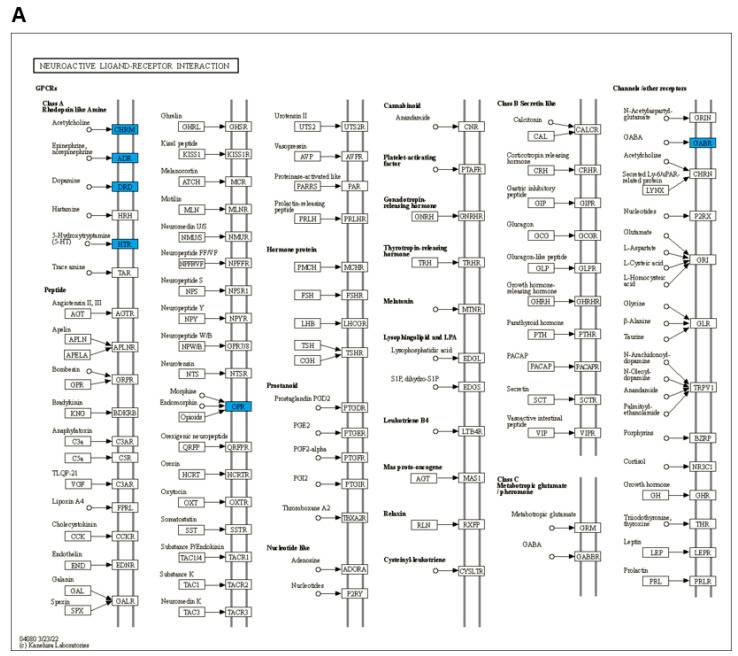 A
NEUROACTIVE LIGAND-RECEPTOR INTERACTION
GPCRs
Class A
Rhodopsin like Amine
Acetylcholine
CHRM
Epinephrine,
norepinephrine
ADR
Dopamine
DRD
Histamine
HRH
5-Hydroxytryptamine
(5-HT)
HTR
Trace amine
TAR
Peptide
Angiotensin II, III
AGT
AGTR
Apelin
APLN
APELA
APLNR
Bombesin
GPR
GRPR
Bradykinin
KNG
BDKRB
Anaphylatoxin
C3a
C3AR
C5a
C5R
TLQP-21
VGF
C3AR
Lipoxin A4
FPRL
Cholecystokinin
CCK
CCKR
Endothelin
END
EDNR
Galanin
GAL
Spexin
SPX
GALR
Ghrelin
GHRL
GHSR
Kissl peptide
KISS1
KISS1R
Melanocortin
ATCH
MCR
Motilin
MLN
MLNR
Neuromedin U/S
NMU/S
NMUR
Neuropeptide FF/VF
NPFF/VF
NPFFR
Neuropeptide S
NPS
NPSR1
Neuropeptide Y
NPY
NPYR
Neuropeptide W/B
NPW/B
GPR7/8
Neurotensin
NTS
NTSR
Morphine
Endomorphin
Opioids
OPR
Orexigenic neuropeptide
QRFP
QRFPR
Orexin
HCRT
HCRTR
Oxytocin
OXT
OXTR
Somatostatin
SST
SSTR
Substance P/Endokinin
TAC1/4
TACR1
Substance K
TAC1
TACR2
Neuromedin K
TAC3
TACR3
Urotensin II
UTS2
UTS2R
Vasopressin
AVP
AVPR
Proteinase-activated like
PARRS
PAR
Prolactin-releasing
peptide
PRLH
PRLHR
Hormone protein
PMCH
MCHR
FSH
FSHR
LHB
LHCGR
TSH
CGH
TSHR
Prostanoid
Prostaglandin PGD2
PTGDR
PGE2
PTGER
PGF2-alpha
PTGFR
PGI2
PTGIR
Thromboxane A2
TBXA2R
Nucleotide like
Adenosine
ADORA
Nucleotides
P2RY
Cannabinoid
Anandamide
CNR
Platelet-activating
factor
PTAFR
Gonadotropin-
releasing hormone
GNRH
GNRHR
Thyrotropin-releasing
hormone
TRH
TRHR
Melatonin
MTNR
Lysophingolipid and LPA
Lysophosphatidic acid
EDGL
S1P, dihydro-S1P
EDGS
Leukotriene B4
LTB4R
Mas proto-oncogene
AGT
MAS1
Relaxin
RLN
RXFP
Cysteinyl-leukotriene
CYSLTR
Class B Secretin like
Calcitonin
CAL
CALCR
Corticotropin releasing
hormone
CRH
CRHR
Gastric inhibitory
peptide
GIP
GIPR
Glucagon
GCG
GCGR
Glucagon-like peptide
GLP
GLPR
Growth hormone-
releasing hormone
GHRH
GHRHR
Parathyroid hormone
PTH
PTHR
PACAP
PACAP
PACAPR
Secretin
SCT
SCTR
Vasoactive intestinal
peptide
VIP
VIPR
Class C
Metabotropic glutamate
/ pheromone
Metabotropic glutamate
GRM
GABA
GABBR
Channels /other receptors
N-Acetylaspartyl-
glutamate
GRIN
GABA
GABR
Acetylcholine
Secreted Ly-6/uPAR-
related protein
LYNX
CHRN
Nucleotides
P2RX
Glutamate
L-Aspartate
L-Cysteic acid
L-Homocysteic
acid
GRI
Glycine
β-Alanine
Taurine
GLR
N-Arachidonoyl-
dopamine
N-Oleoyl-
dopamine
Anandamide
Palmitoyl-
ethanolamide
TRPV1
Porphyrins
BZRP
Cortisol
NR3C1
Growth hormone
GH
GHR
Triiodothyronine,
thyroxine
THR
Leptin
LEP
LEPR
Prolactin
PRL
PRLR
04080 3/23/22
(c) Kanehisa Laboratories